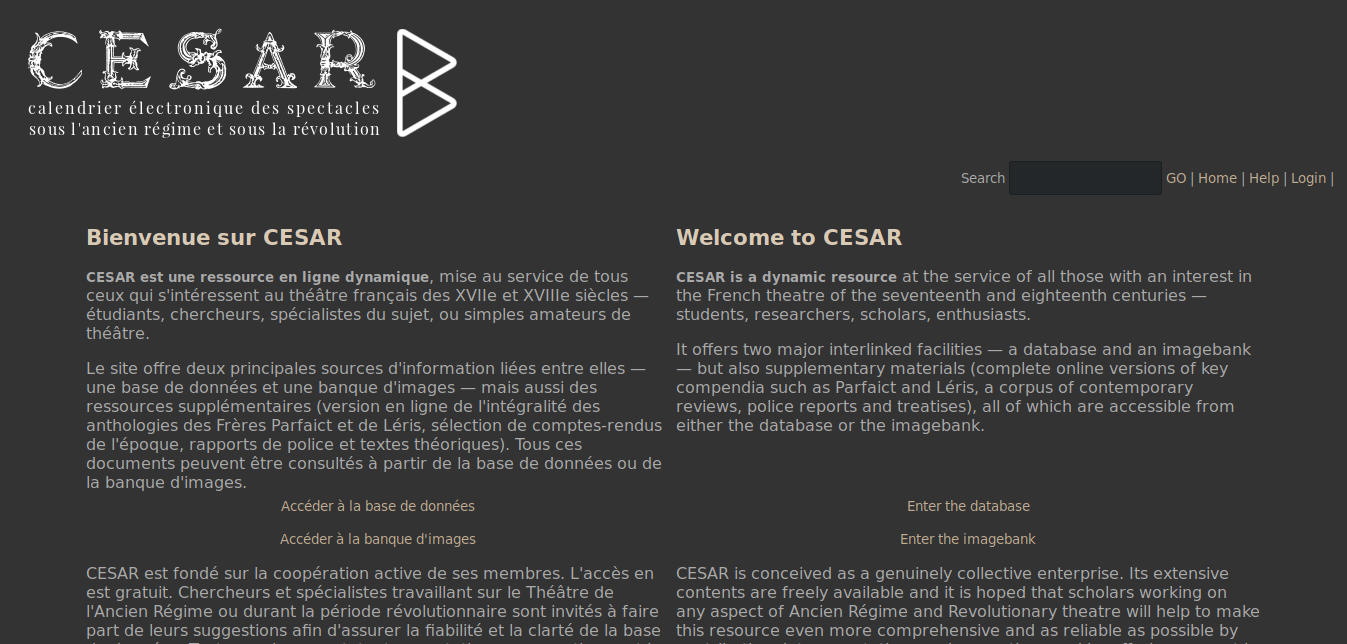 CESAR
calendrier électronique des spectacles
sous l'ancien régime et sous la révolution
Search GO | Home | Help | Login |
Bienvenue sur CESAR
CESAR est une ressource en ligne dynamique, mise au service de tous
ceux qui s'intéressent au théâtre français des XVIIe et XVIIIe siècles —
étudiants, chercheurs, spécialistes du sujet, ou simples amateurs de
théâtre.
Le site offre deux principales sources d'information liées entre elles —
une base de données et une banque d'images — mais aussi des
ressources supplémentaires (version en ligne de l'intégralité des
anthologies des Frères Parfaict et de Léris, sélection de comptes-rendus
de l'époque, rapports de police et textes théoriques). Tous ces
documents peuvent être consultés à partir de la base de données ou de
la banque d'images.
Accéder à la base de données
Accéder à la banque d'images
CESAR est fondé sur la coopération active de ses membres. L'accès en
est gratuit. Chercheurs et spécialistes travaillant sur le Théâtre de
l'Ancien Régime ou durant la période révolutionnaire sont invités à faire
part de leurs suggestions afin d'assurer la fiabilité et la clarté de la base
Welcome to CESAR
CESAR is a dynamic resource at the service of all those with an interest in
the French theatre of the seventeenth and eighteenth centuries —
students, researchers, scholars, enthusiasts.
It offers two major interlinked facilities — a database and an imagebank
— but also supplementary materials (complete online versions of key
compendia such as Parfaict and Léris, a corpus of contemporary
reviews, police reports and treatises), all of which are accessible from
either the database or the imagebank.
Enter the database
Enter the imagebank
CESAR is conceived as a genuinely collective enterprise. Its extensive
contents are freely available and it is hoped that scholars working on
any aspect of Ancien Régime and Revolutionary theatre will help to make
this resource even more comprehensive and as reliable as possible by